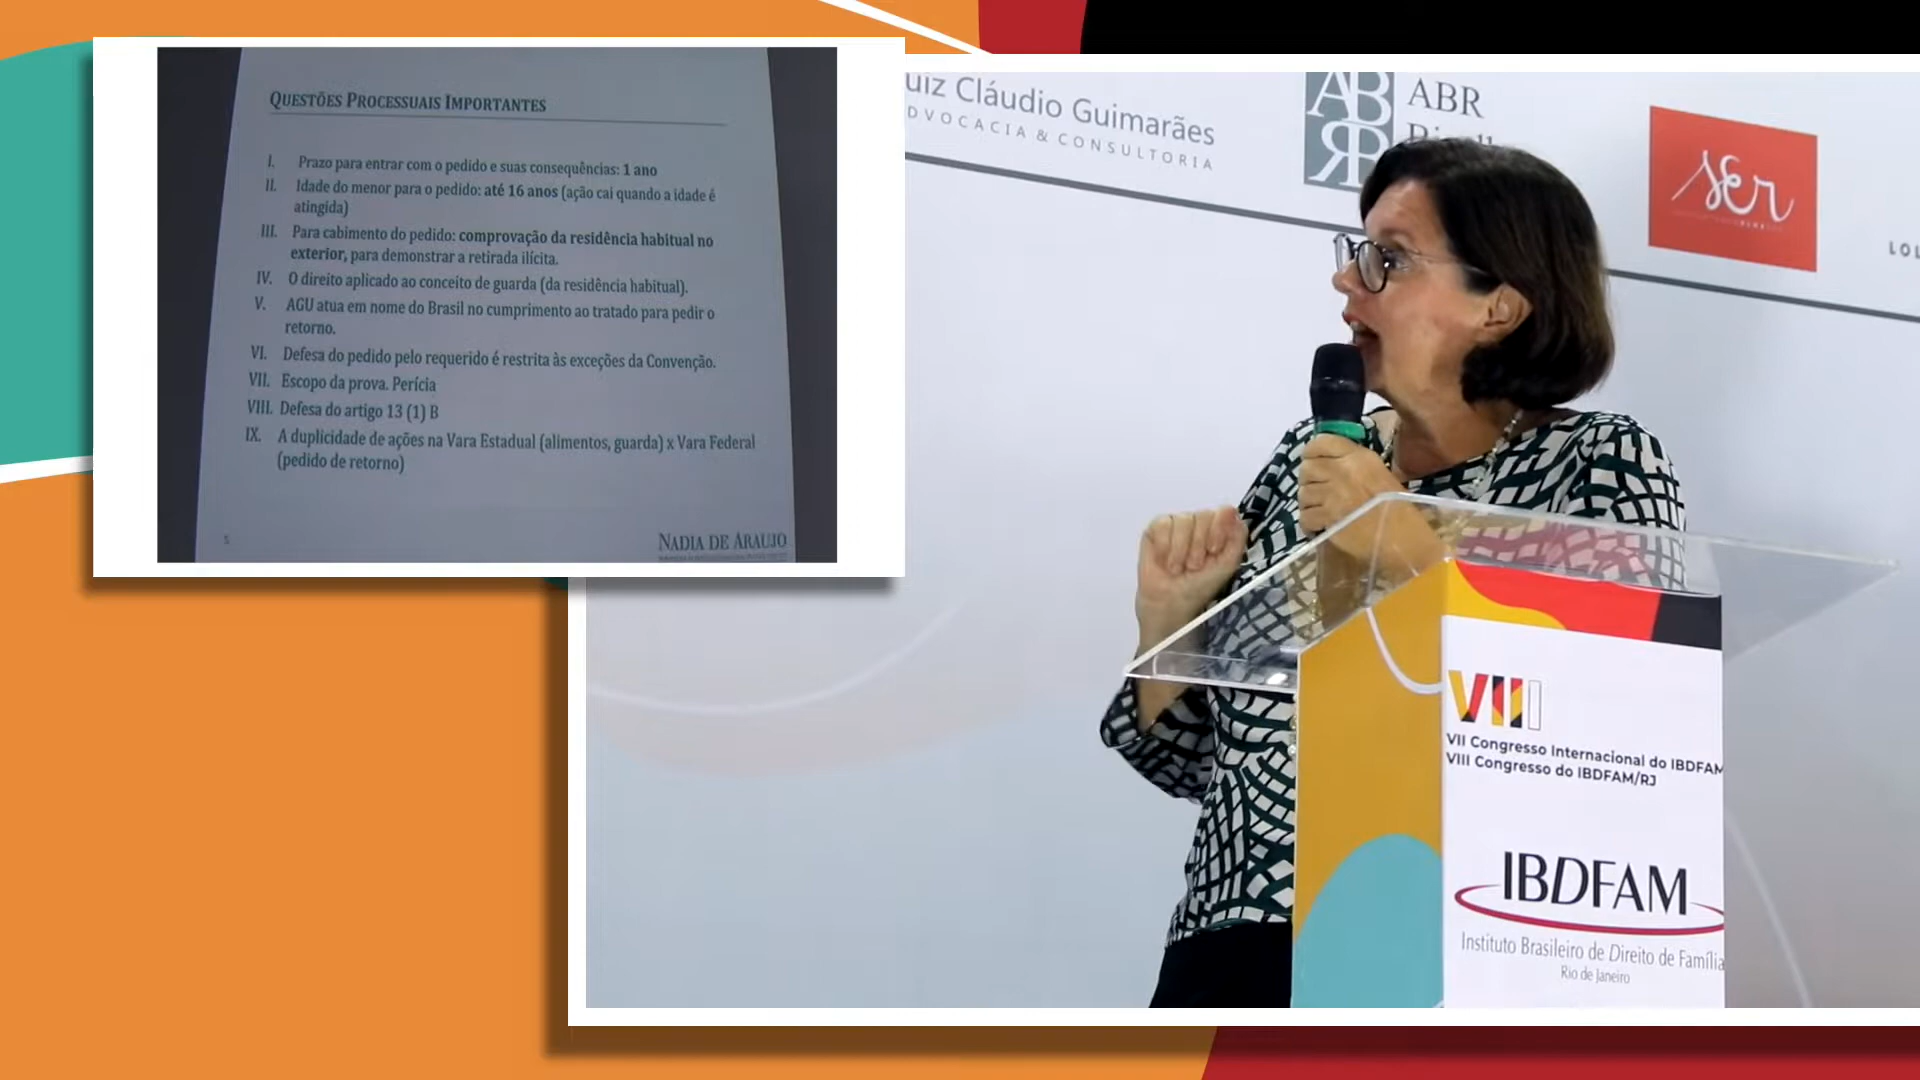 QUESTÕES PROCESSUAIS IMPORTANTES
I. Prazo para entrar com o pedido e suas consequências: 1 ano
II. Idade do menor para o pedido: até 16 anos (ação cai quando a idade é
atingida)
III. Para cabimento do pedido: comprovação da residência habitual no
exterior, para demonstrar a retirada ilícita.
IV. O direito aplicado ao conceito de guarda (da residência habitual).
V. AGU atua em nome do Brasil no cumprimento ao tratado para pedir o
retorno.
VI. Defesa do pedido pelo requerido é restrita às exceções da Convenção.
VII. Escopo da prova. Perícia
VIII. Defesa do artigo 13 (1) B
IX. A duplicidade de ações na Vara Estadual (alimentos, guarda) x Vara Federal
(pedido de retorno)
5
NADIA DE ARAUJO
uiz Cláudio Guimarães
DVOCACIA & CONSULTORIA
ABR
ABR
ser
LOL
VIII
VII Congresso Internacional do IBDFAM
VIII Congresso do IBDFAM/RJ
IBDFAM
Instituto Brasileiro de Direito de Família
Rio de Janeiro